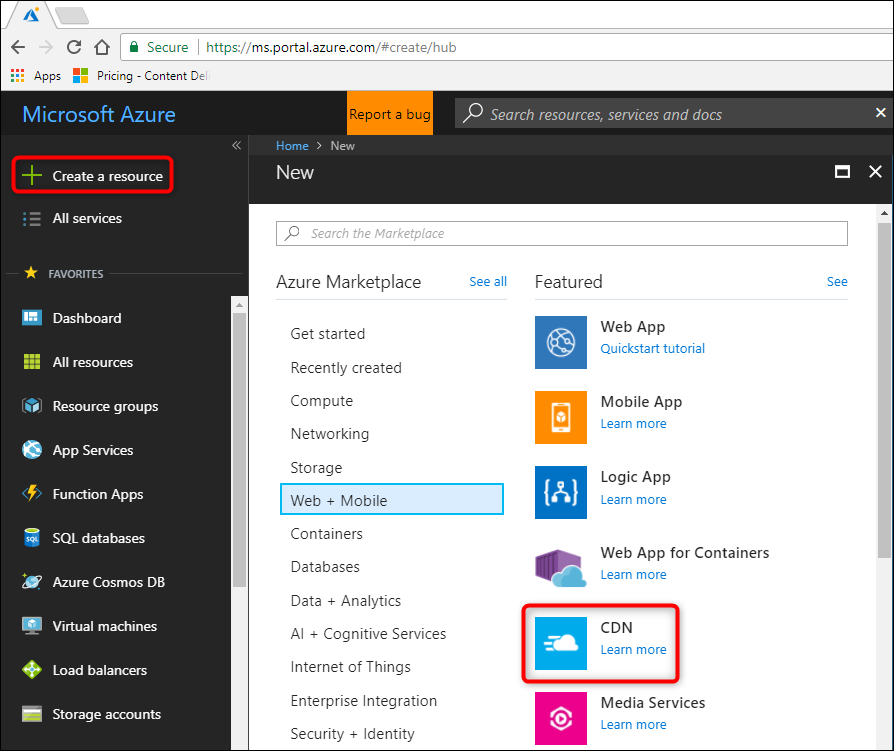 Secure https://ms.portal.azure.com/#create/hub
Apps Pricing - Content Del
Microsoft Azure
Report a bug
Search resources, services and docs
Home > New
New
Create a resource
All services
FAVORITES
Dashboard
All resources
Resource groups
App Services
Function Apps
SQL databases
Azure Cosmos DB
Virtual machines
Load balancers
Storage accounts
Search the Marketplace
Azure Marketplace See all
Get started
Recently created
Compute
Networking
Storage
Web + Mobile
Containers
Databases
Data + Analytics
AI + Cognitive Services
Internet of Things
Enterprise Integration
Security + Identity
Featured See
Web App
Quickstart tutorial
Mobile App
Learn more
Logic App
Learn more
Web App for Containers
Learn more
CDN
Learn more
Media Services
Learn more